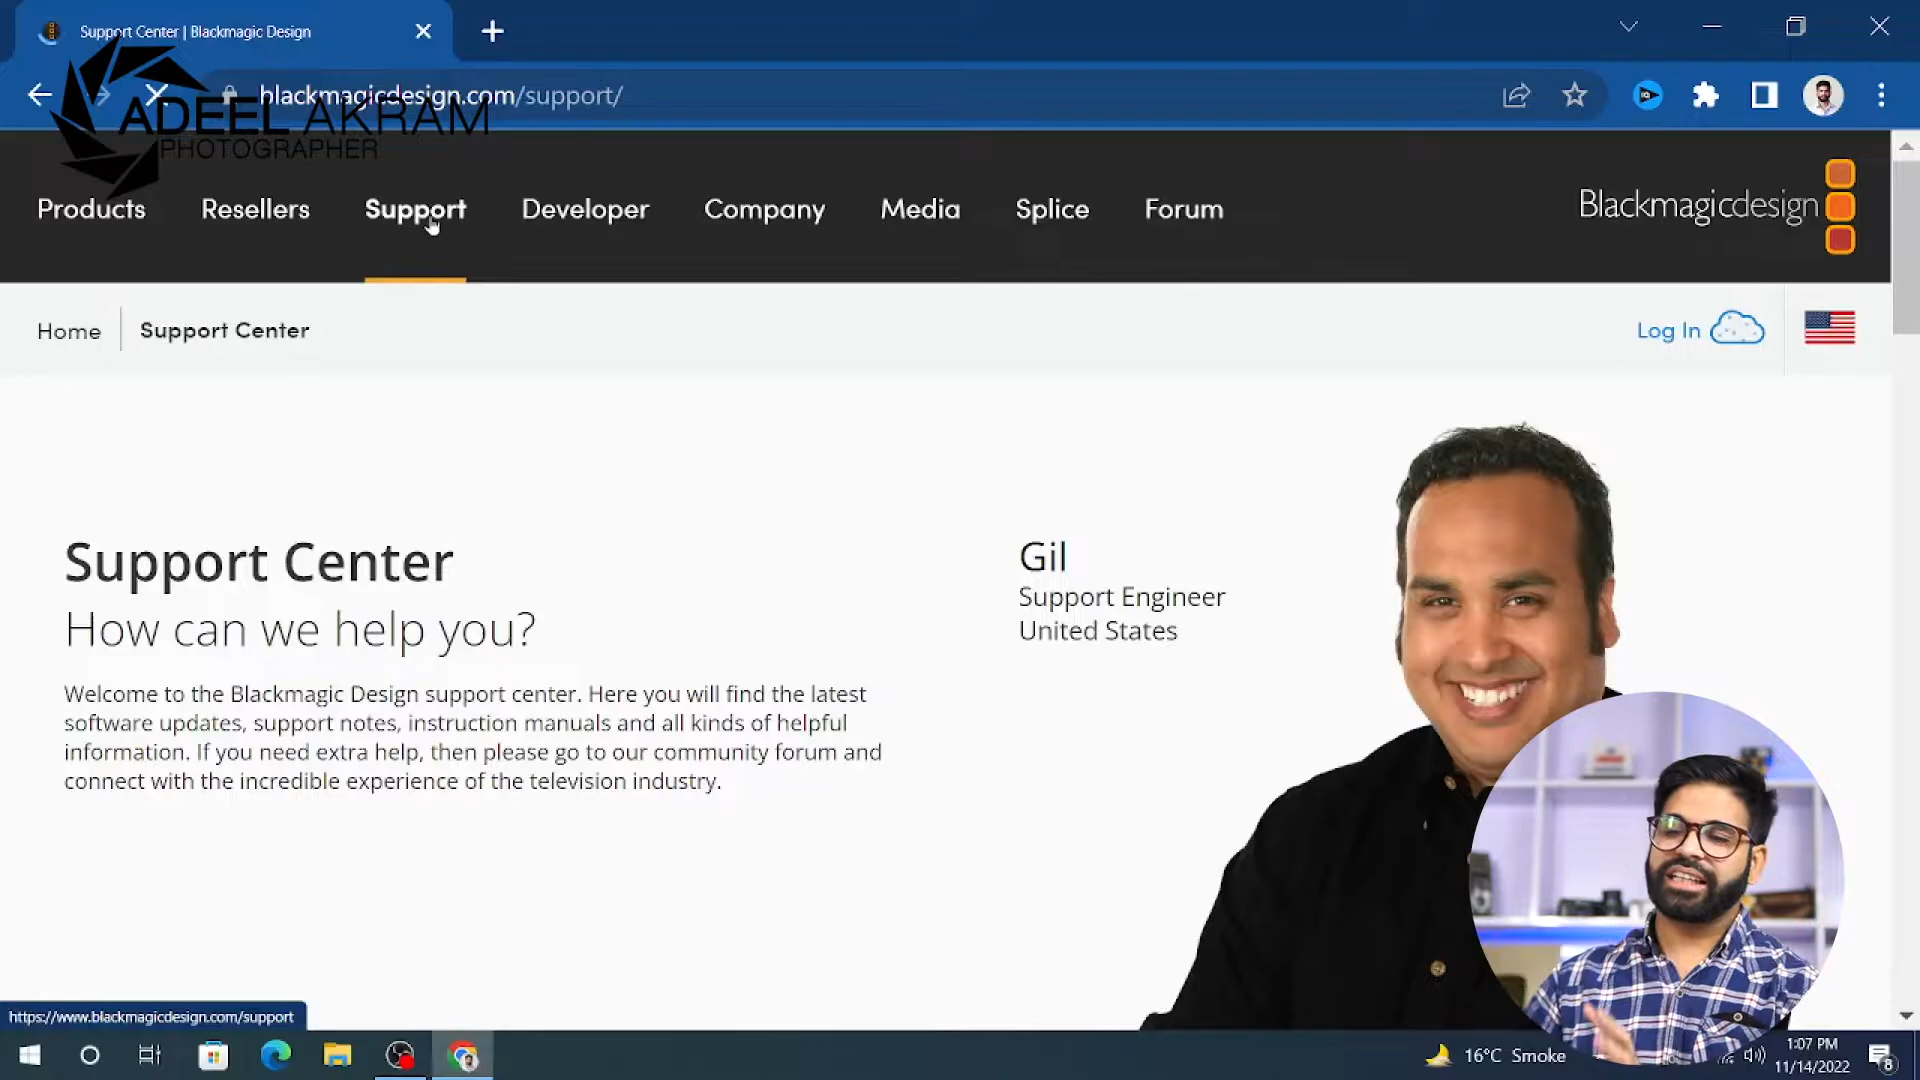 Support Center | Blackmagic Design
blackmagicdesign.com/support/
ADEEL AKRAM
PHOTOGRAPHER
Products Resellers Support Developer Company Media Splice Forum
Blackmagicdesign
Home Support Center
Log In
Support Center
How can we help you?
Welcome to the Blackmagic Design support center. Here you will find the latest
software updates, support notes, instruction manuals and all kinds of helpful
information. If you need extra help, then please go to our community forum and
connect with the incredible experience of the television industry.
Gil
Support Engineer
United States
https://www.blackmagicdesign.com/support
16°C Smoke
1:07 PM
11/14/2022
8